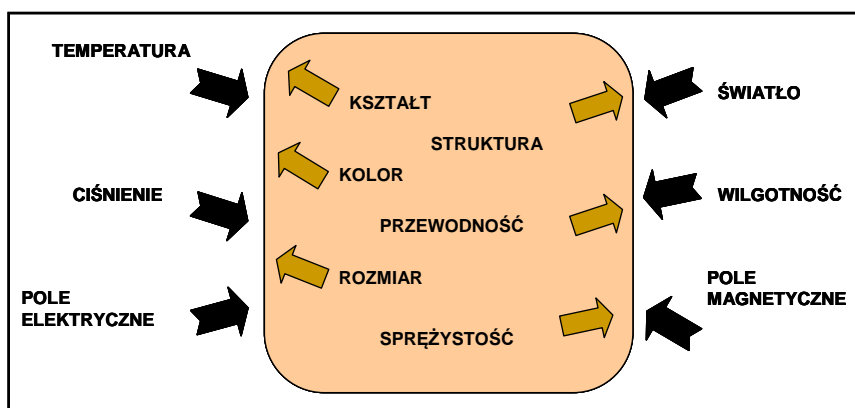 TEMPERATURA
KSZTAŁT
ŚWIATŁO
STRUKTURA
KOLOR
CIŚNIENIE
WILGOTNOŚĆ
PRZEWODNOŚĆ
ROZMIAR
POLE
MAGNETYCZNE
POLE
ELEKTRYCZNE
SPRĘŻYSTOŚĆ